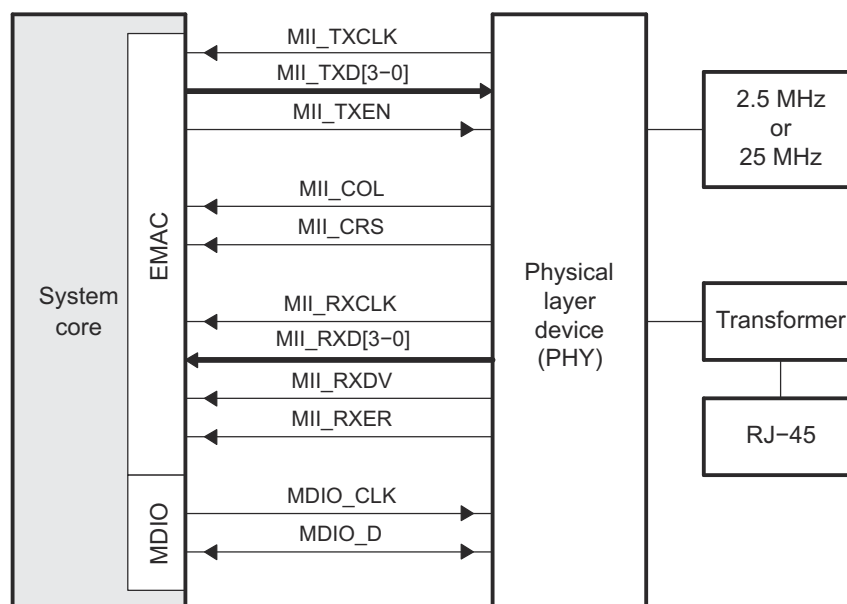 MII_TXCLK
MII_TXD[3−0]
MII_TXEN
MII_COL
MII_CRS
MII_RXCLK
MII_RXD[3−0]
MII_RXDV
MII_RXER
MDIO_CLK
MDIO_D
System
core
EMAC
MDIO
Physical
layer
device
(PHY)
2.5 MHz
or
25 MHz
Transformer
RJ−45